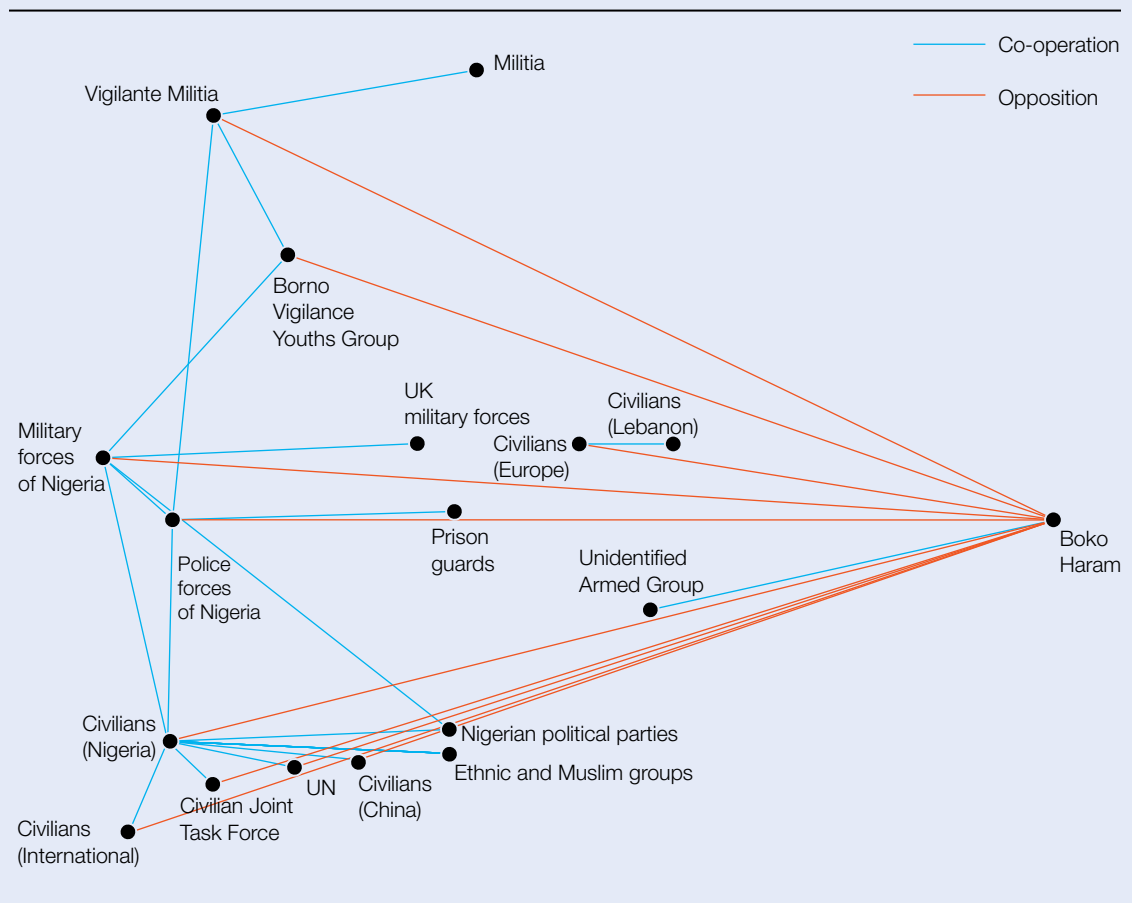 Co-operation
Opposition
Militia
Vigilante Militia
Borno
Vigilance
Youths Group
UK
military forces
Civilians
(Lebanon)
Civilians
(Europe)
Military
forces
of Nigeria
Prison
guards
Boko
Haram
Police
forces
of Nigeria
Unidentified
Armed Group
Civilians
(Nigeria)
Nigerian political parties
Ethnic and Muslim groups
UN
Civilians
(China)
Civilian Joint
Task Force
Civilians
(International)